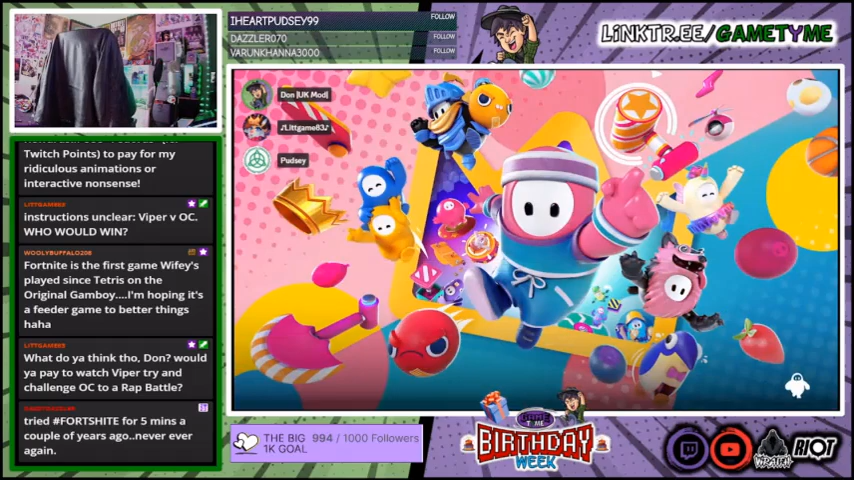 IHEARTPUDSEY99
FOLLOW
DAZZLER070
FOLLOW
VARUNKHANNA3000
FOLLOW
LINKTR.EE/GAMETYME
Don |UK Mod|
♪Littgame83♪
Pudsey
Twitch Points) to pay for my
ridiculous animations or
interactive nonsense!
instructions unclear: Viper v OC.
WHO WOULD WIN?
WOOLYBUFFALO208
Fortnite is the first game Wifey's
played since Tetris on the
Original Gamboy....I'm hoping it's
a feeder game to better things
haha
What do ya think tho, Don? would
ya pay to watch Viper try and
challenge OC to a Rap Battle?
tried #FORTSHITE for 5 mins a
couple of years ago..never ever
again.
THE BIG 994 / 1000 Followers
1K GOAL
GAME
TYME
BIRTHDAY
WEEK
RIOT